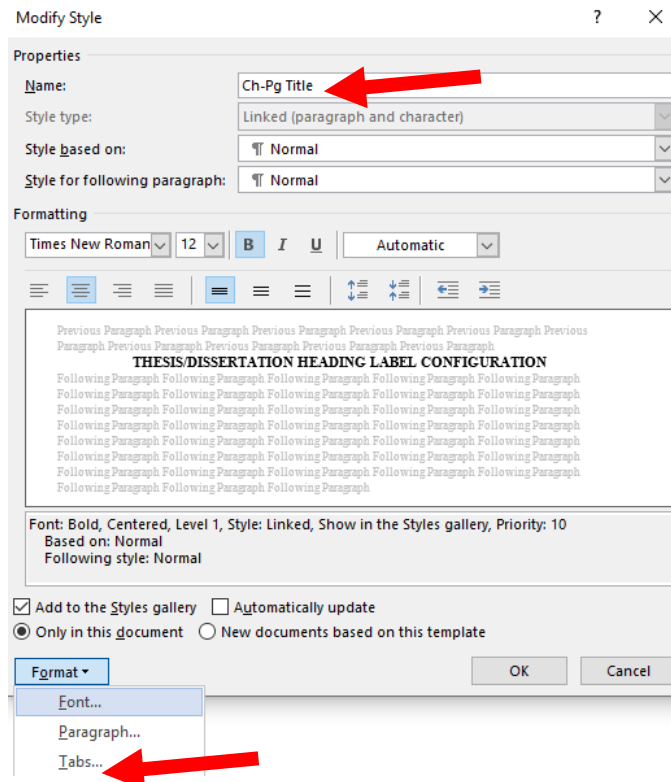 Modify Style ? ×
Properties
Name: Ch-Pg Title
Style type: Linked (paragraph and character)
Style based on: ¶ Normal
Style for following paragraph: ¶ Normal
Formatting
Times New Roman 12 B I U Automatic
Previous Paragraph Previous Paragraph Previous Paragraph Previous Paragraph Previous Paragraph Previous
Paragraph Previous Paragraph Previous Paragraph Previous Paragraph Previous Paragraph
THESIS/DISSERTATION HEADING LABEL CONFIGURATION
Following Paragraph Following Paragraph Following Paragraph Following Paragraph Following Paragraph
Following Paragraph Following Paragraph Following Paragraph Following Paragraph Following Paragraph
Following Paragraph Following Paragraph Following Paragraph Following Paragraph Following Paragraph
Following Paragraph Following Paragraph Following Paragraph Following Paragraph Following Paragraph
Following Paragraph Following Paragraph Following Paragraph Following Paragraph Following Paragraph
Following Paragraph Following Paragraph Following Paragraph Following Paragraph Following Paragraph
Following Paragraph Following Paragraph Following Paragraph Following Paragraph Following Paragraph
Following Paragraph Following Paragraph Following Paragraph
Font: Bold, Centered, Level 1, Style: Linked, Show in the Styles gallery, Priority: 10
Based on: Normal
Following style: Normal
Add to the Styles gallery Automatically update
Only in this document New documents based on this template
Format OK Cancel
Font...
Paragraph...
Tabs...